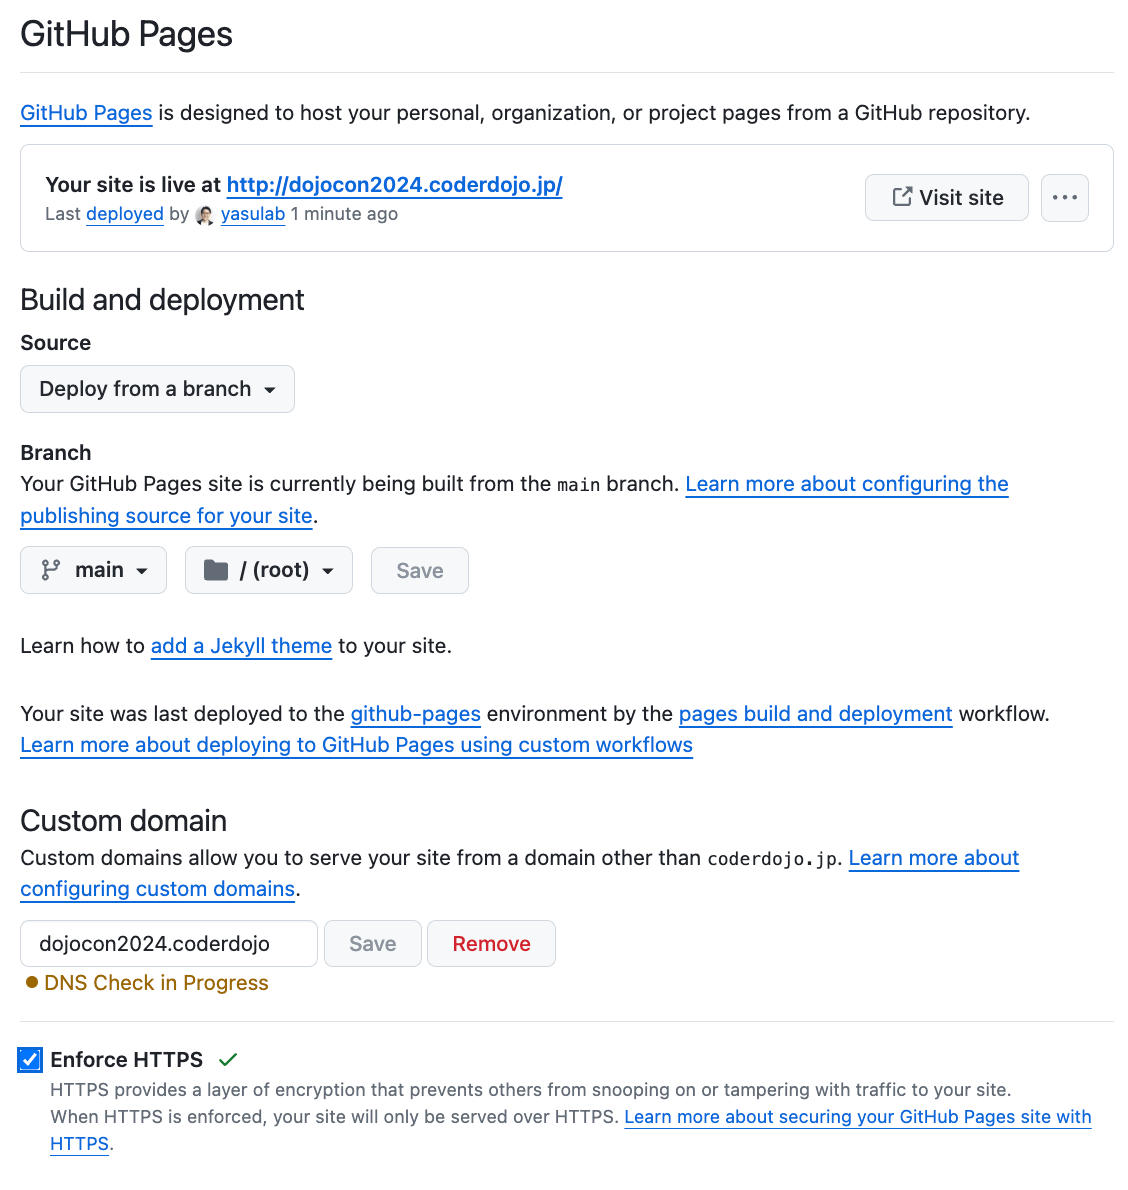 GitHub Pages
GitHub Pages is designed to host your personal, organization, or project pages from a GitHub repository.
Your site is live at http://dojocon2024.coderdojo.jp/
Last deployed by yasulab 1 minute ago
Visit site
Build and deployment
Source
Deploy from a branch
Branch
Your GitHub Pages site is currently being built from the main branch. Learn more about configuring the
publishing source for your site.
main
/ (root)
Save
Learn how to add a Jekyll theme to your site.
Your site was last deployed to the github-pages environment by the pages build and deployment workflow.
Learn more about deploying to GitHub Pages using custom workflows
Custom domain
Custom domains allow you to serve your site from a domain other than coderdojo.jp. Learn more about
configuring custom domains.
dojocon2024.coderdojo
Save
Remove
DNS Check in Progress
Enforce HTTPS
HTTPS provides a layer of encryption that prevents others from snooping on or tampering with traffic to your site.
When HTTPS is enforced, your site will only be served over HTTPS. Learn more about securing your GitHub Pages site with
HTTPS.